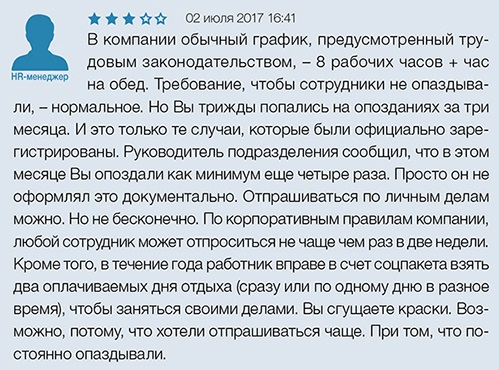 02 июля 2017 16:41
HR-менеджер
В компании обычный график, предусмотренный тру-
довым законодательством, – 8 рабочих часов + час
на обед. Требование, чтобы сотрудники не опаздыва-
ли, – нормальное. Но Вы трижды попались на опозданиях за три
месяца. И это только те случаи, которые были официально заре-
гистрированы. Руководитель подразделения сообщил, что в этом
месяце Вы опоздали как минимум еще четыре раза. Просто он не
оформлял это документально. Отпрашиваться по личным делам
можно. Но не бесконечно. По корпоративным правилам компании,
любой сотрудник может отпроситься не чаще чем раз в две недели.
Кроме того, в течение года работник вправе в счет соцпакета взять
два оплачиваемых дня отдыха (сразу или по одному дню в разное
время), чтобы заняться своими делами. Вы сгущаете краски. Воз-
можно, потому, что хотели отпрашиваться чаще. При том, что по-
стоянно опаздывали.